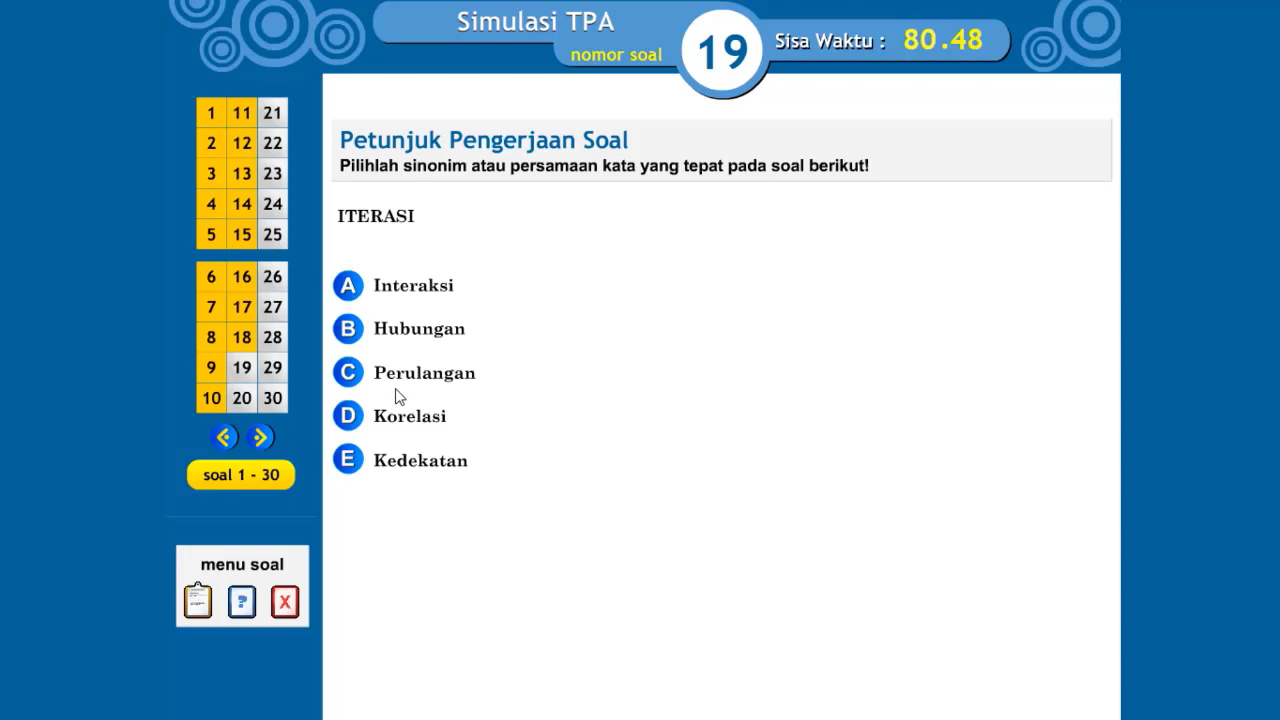 Simulasi TPA
nomor soal
19
Sisa Waktu : 80.48
1 11 21
2 12 22
3 13 23
4 14 24
5 15 25
6 16 26
7 17 27
8 18 28
9 19 29
10 20 30
soal 1 - 30
menu soal
?
X
Petunjuk Pengerjaan Soal
Pilihlah sinonim atau persamaan kata yang tepat pada soal berikut!
ITERASI
A Interaksi
B Hubungan
C Perulangan
D Korelasi
E Kedekatan